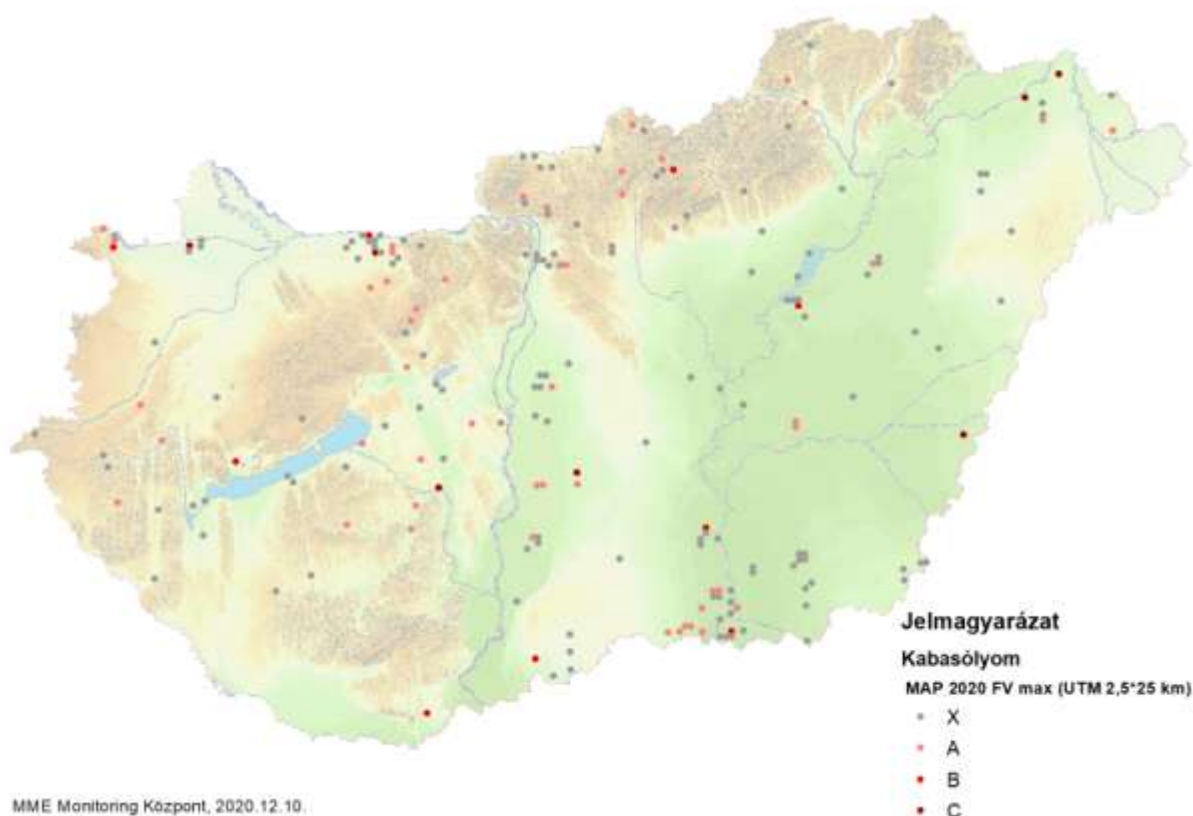 Jelmagyarázat
Kabasólyom
MAP 2020 FV max (UTM 2,5*25 km)
X
A
B
C
MME Monitoring Központ, 2020.12.10.